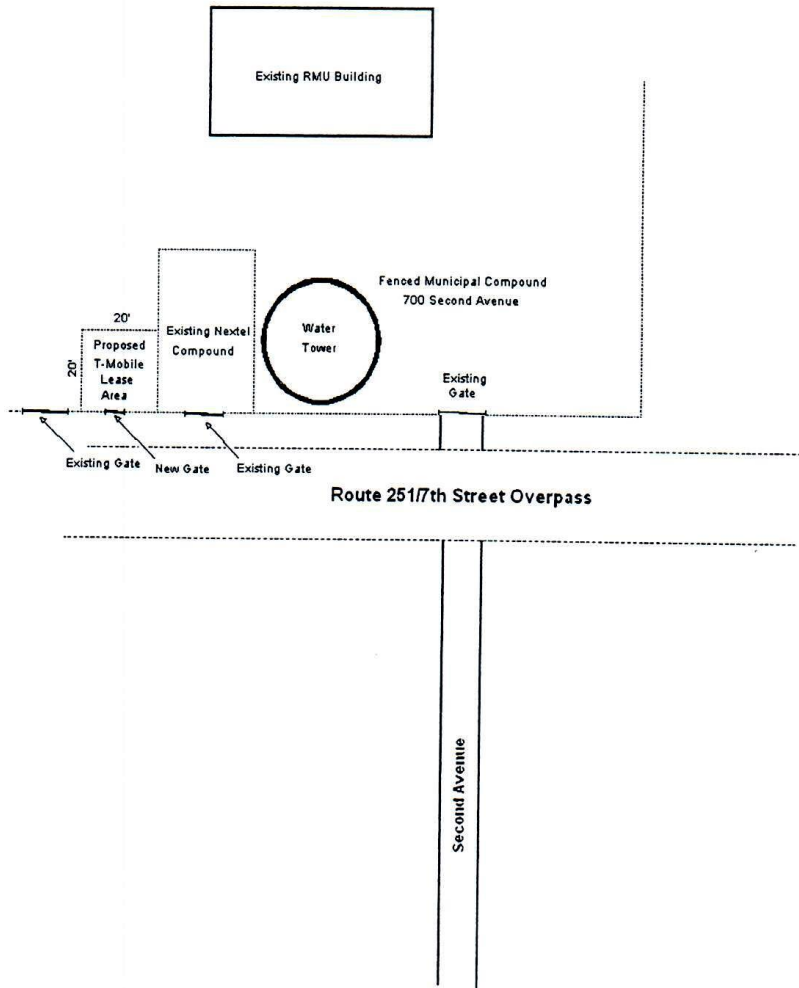 Existing RMU Building
Fenced Municipal Compound
700 Second Avenue
20'
20'
Proposed
T-Mobile
Lease
Area
Existing Nextel
Compound
Water
Tower
Existing
Gate
Existing Gate
New Gate
Existing Gate
Route 251/7th Street Overpass
Second Avenue